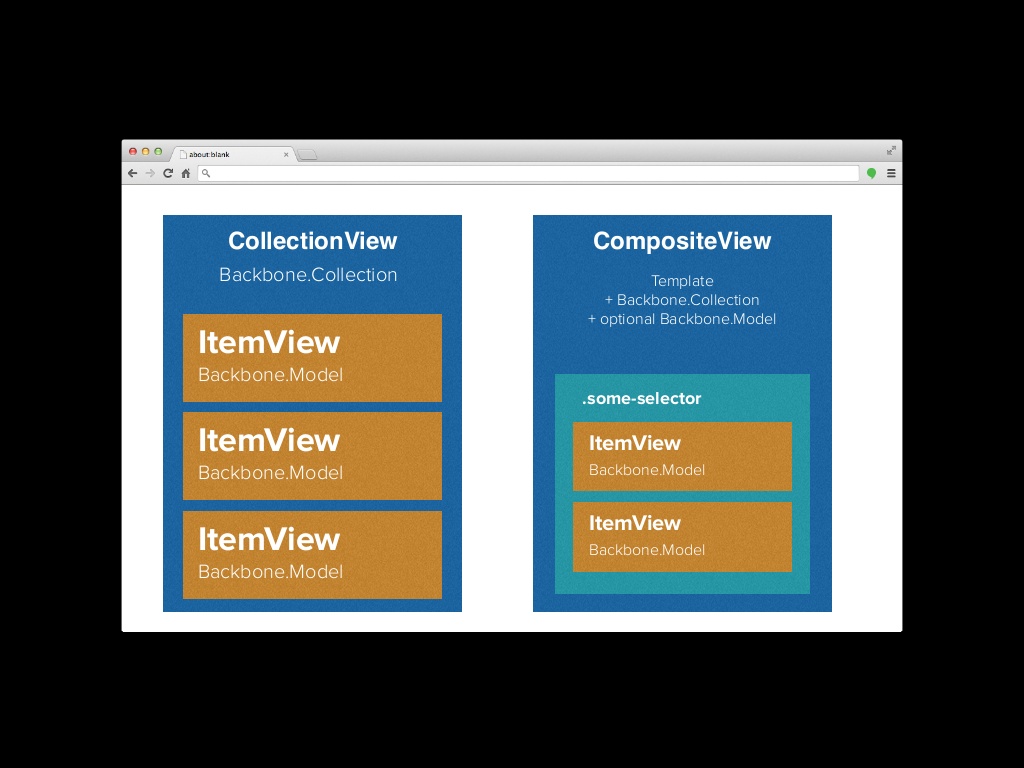 about:blank
CollectionView
Backbone.Collection
ItemView
Backbone.Model
ItemView
Backbone.Model
ItemView
Backbone.Model
CompositeView
Template
+ Backbone.Collection
+ optional Backbone.Model
.some-selector
ItemView
Backbone.Model
ItemView
Backbone.Model